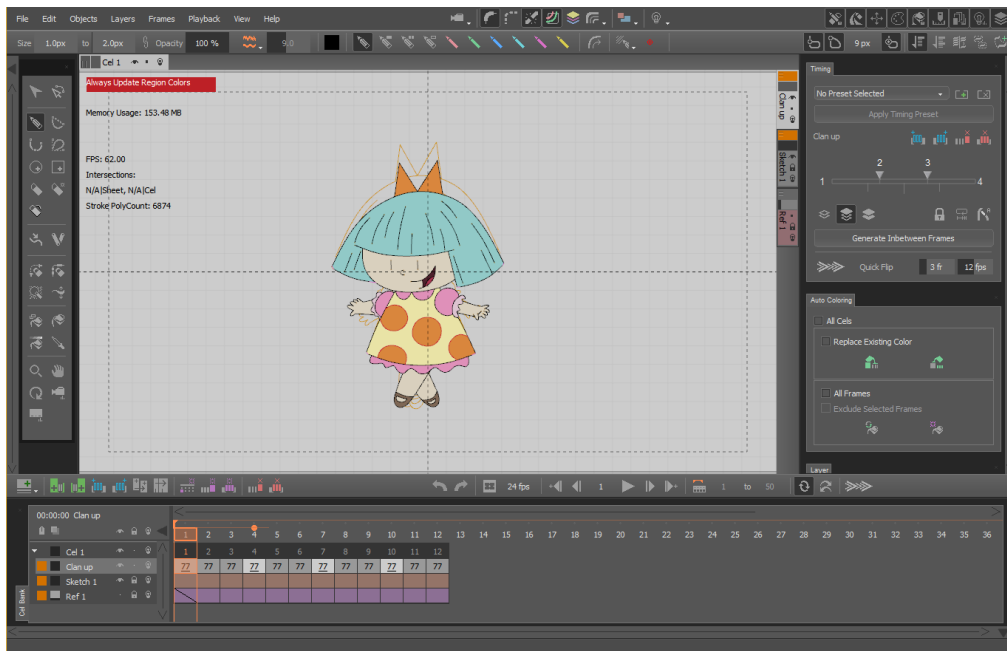 File Edit Objects Layers Frames Playback View Help
Size 1.0px to 2.0px Opacity 100 % 9.0 9 px
Cel 1
Always Update Region Colors
Memory Usage: 153.48 MB
FPS: 62.00
Intersections:
N/A|Sheet, N/A|Cel
Stroke PolyCount: 6874
Clan up
Sketch 1
Ref 1
Timing
No Preset Selected
Apply Timing Preset
Clan up
2 3
1 4
Generate Inbetween Frames
Quick Flip 3 fr 12 fps
Auto Coloring
All Cels
Replace Existing Color
All Frames
Exclude Selected Frames
Layer
24 fps 1 1 to 50
00:00:00 Clan up
1 2 3 4 5 6 7 8 9 10 11 12 13 14 15 16 17 18 19 20 21 22 23 24 25 26 27 28 29 30 31 32 33 34 35 36
Cel 1 1 2 3 4 5 6 7 8 9 10 11 12
Clan up 77 77 77 77 77 77 77 77 77 77 77 77
Sketch 1
Ref 1
Cel Bank